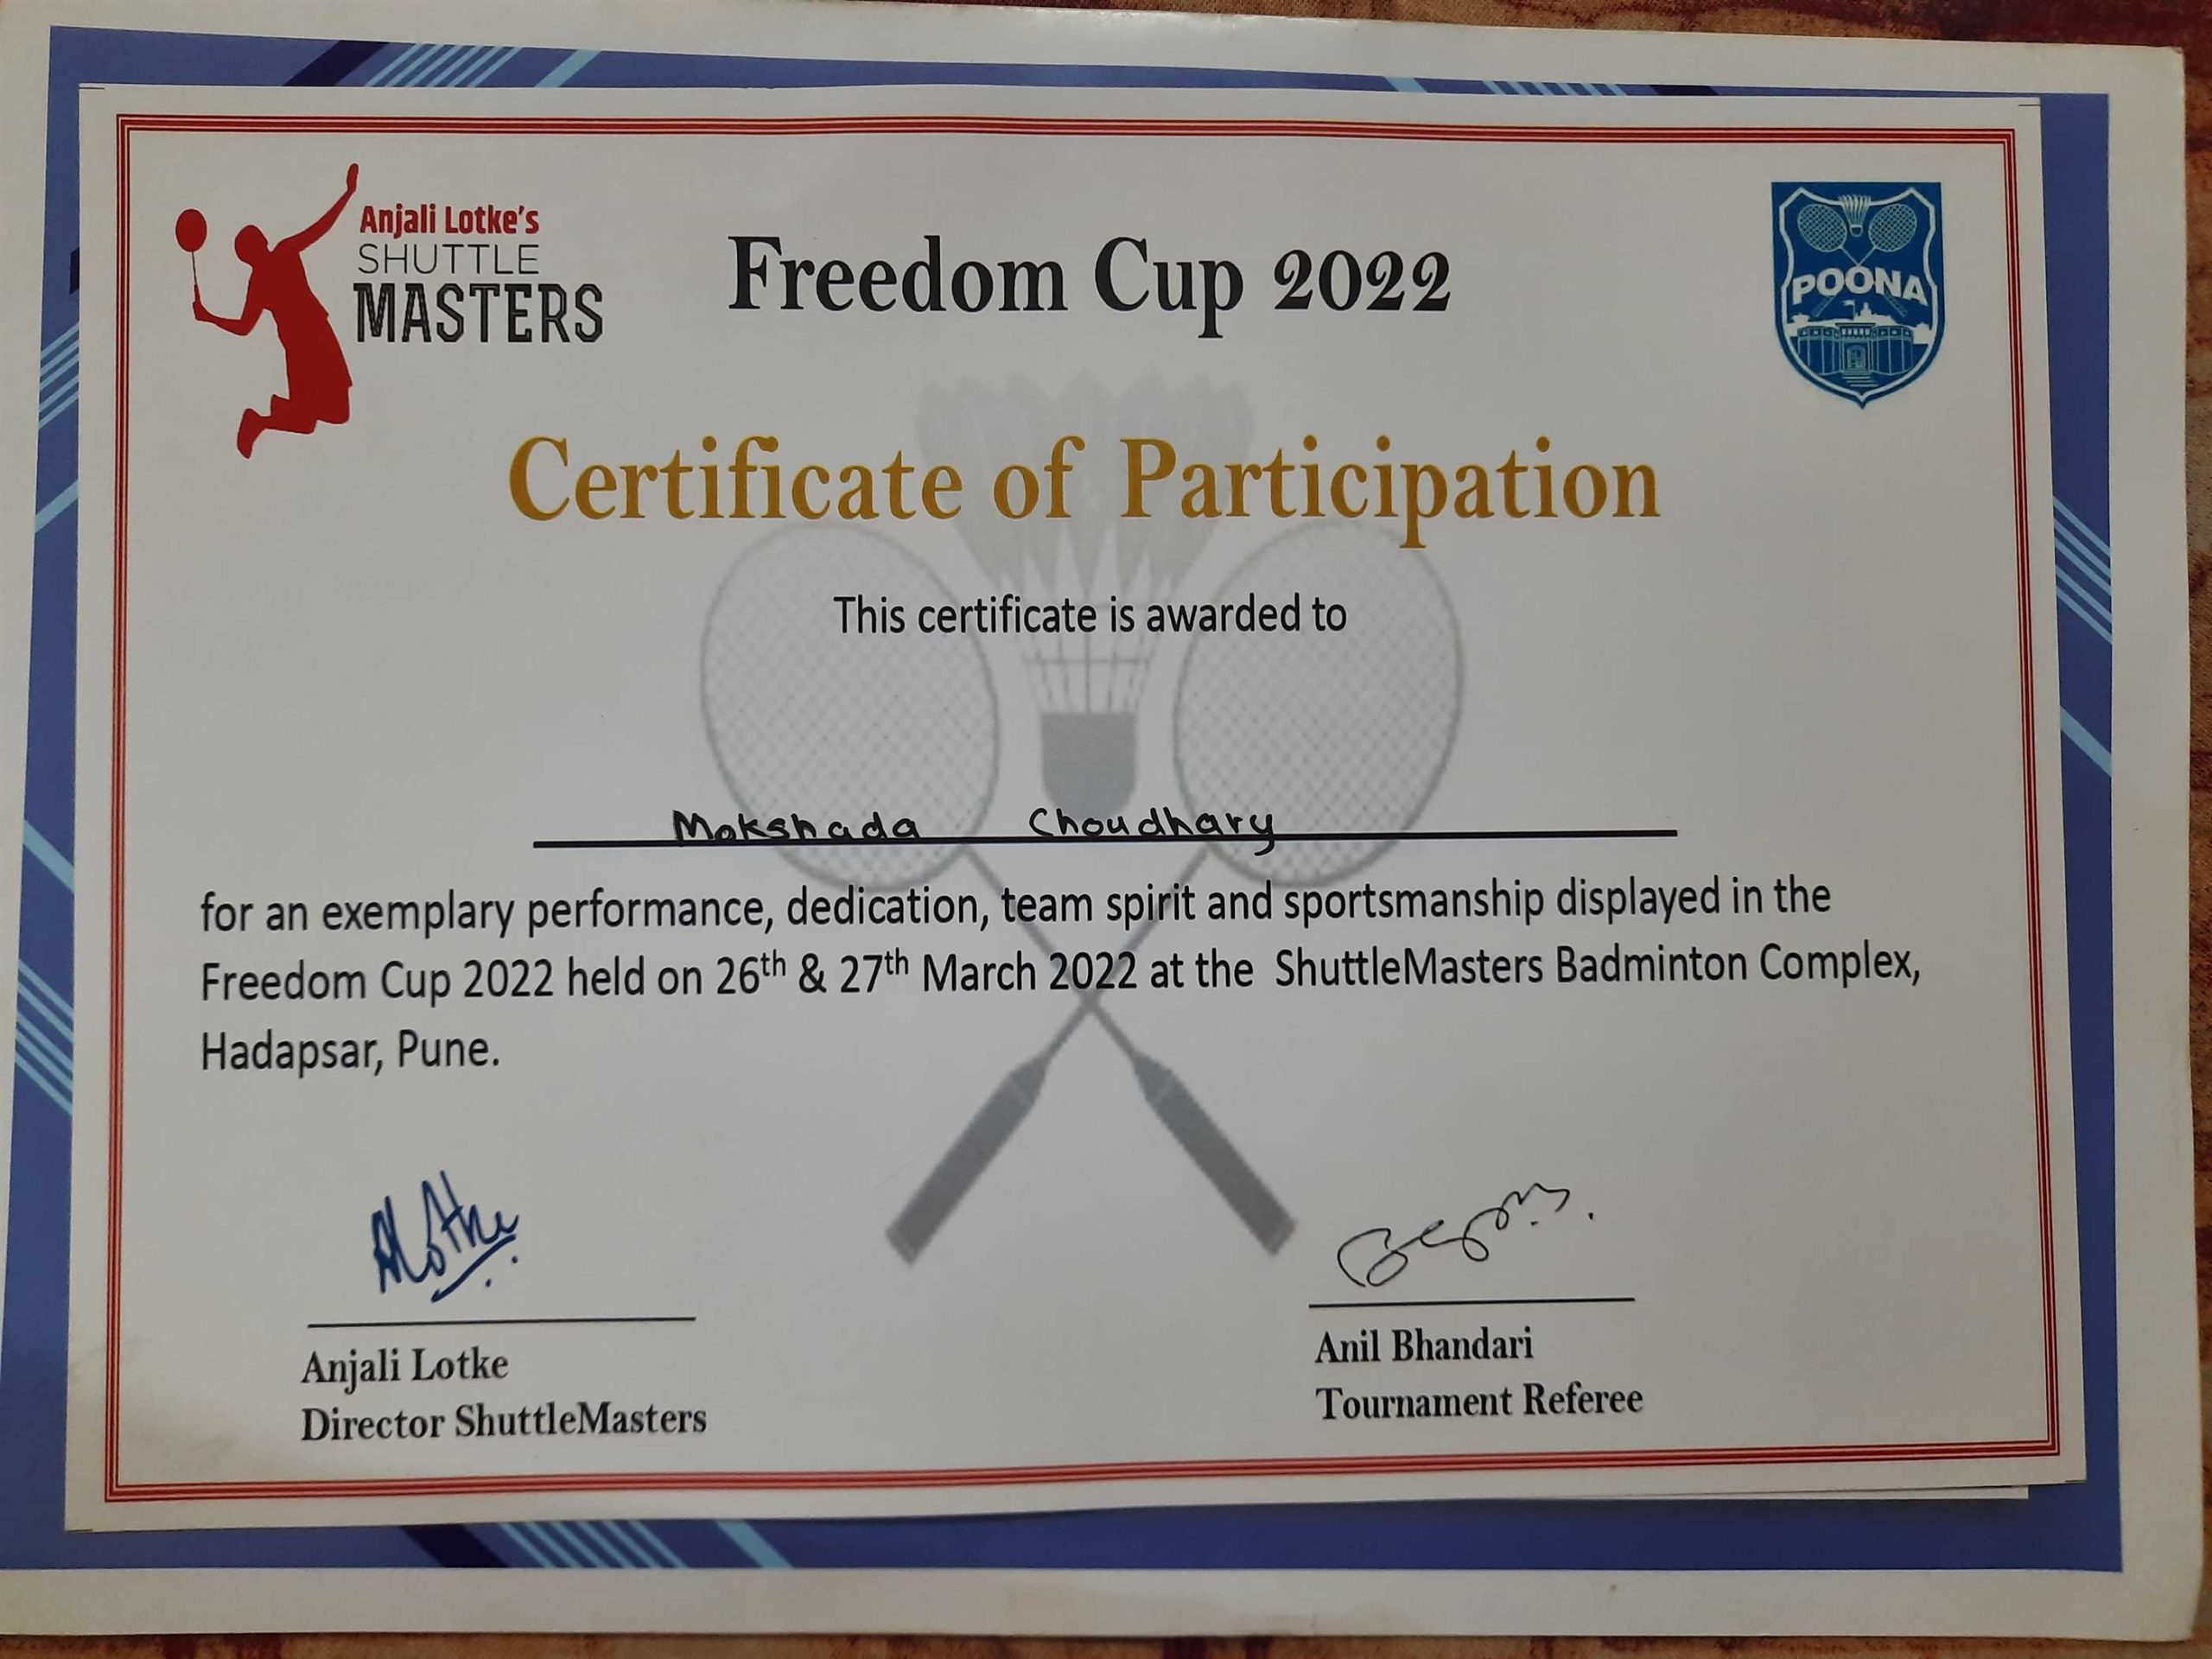 Anjali Lotke's
SHUTTLE
MASTERS
Freedom Cup 2022
POONA
Certificate of Participation
This certificate is awarded to
Mokshada Choudhary
for an exemplary performance, dedication, team spirit and sportsmanship displayed in the
Freedom Cup 2022 held on 26th & 27th March 2022 at the ShuttleMasters Badminton Complex,
Hadapsar, Pune.
ALotke
Anjali Lotke
Director ShuttleMasters
Anil Bhandari
Tournament Referee